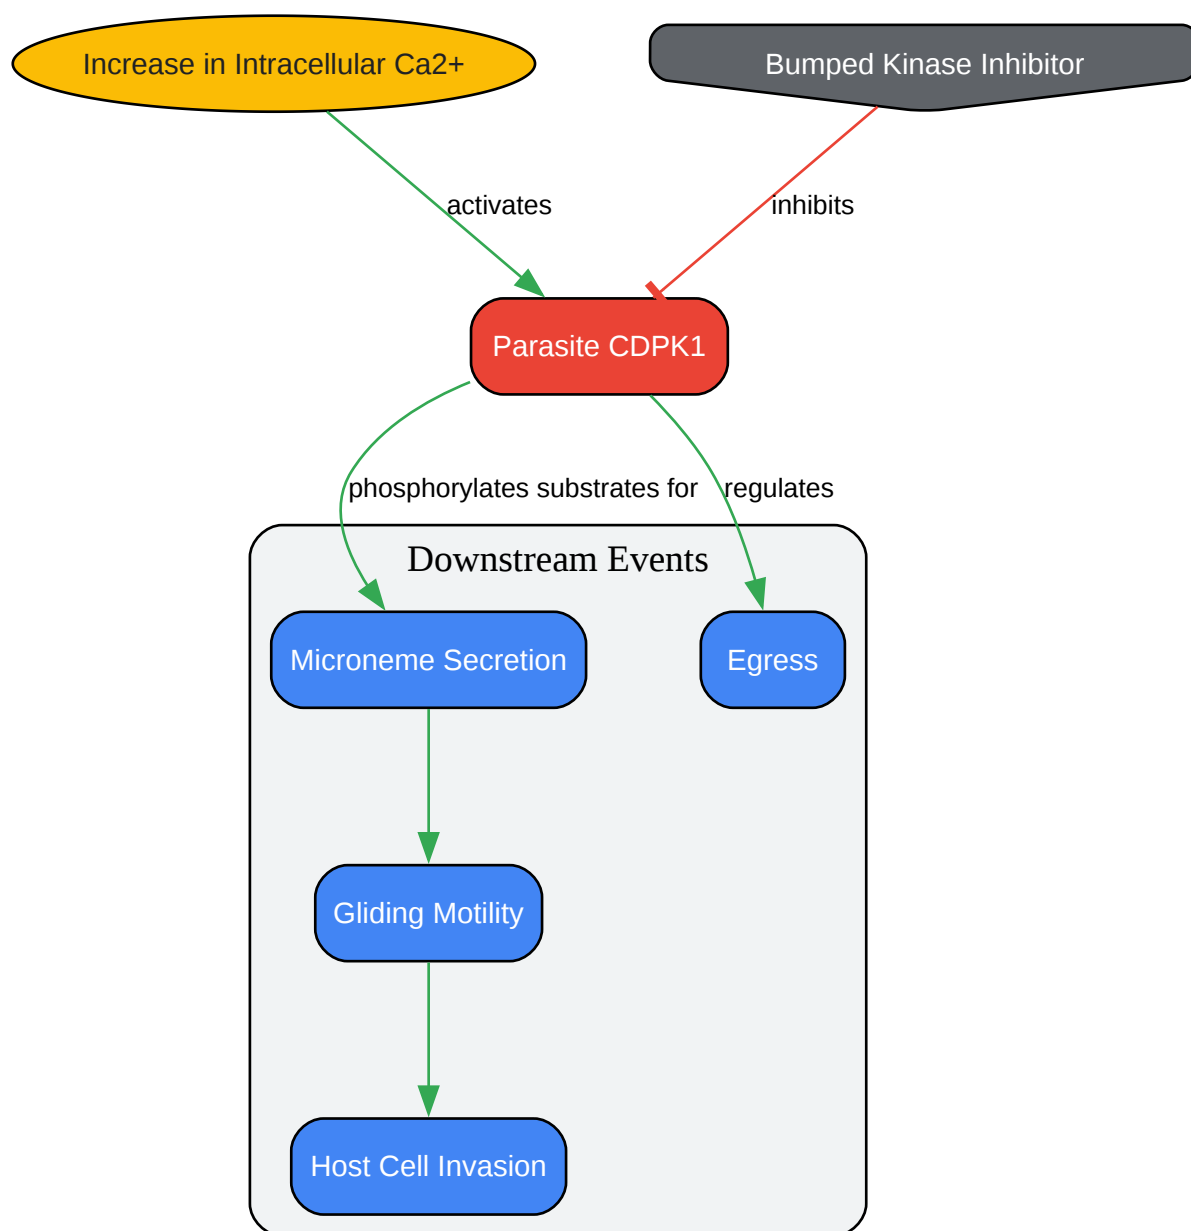 Increase in Intracellular Ca2+
Bumped Kinase Inhibitor
activates
inhibits
Parasite CDPK1
phosphorylates substrates for
regulates
Downstream Events
Microneme Secretion
Egress
Gliding Motility
Host Cell Invasion